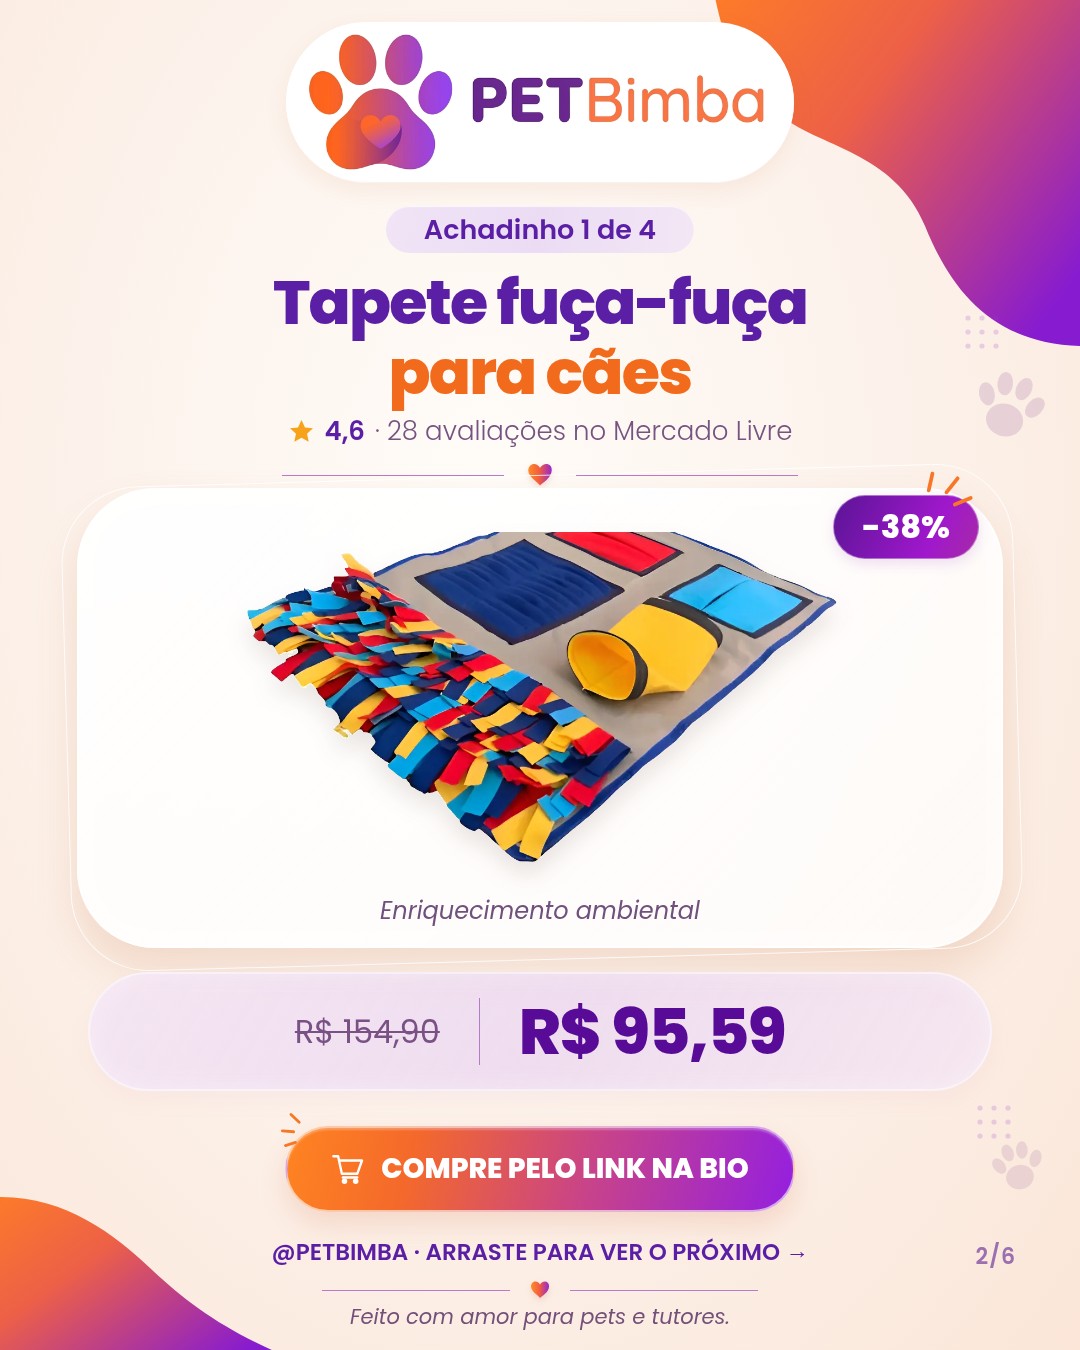 PETBimba
Achadinho 1 de 4
Tapete fuça-fuça
para cães
4,6 · 28 avaliações no Mercado Livre
-38%
Enriquecimento ambiental
R$ 154,90
R$ 95,59
COMPRE PELO LINK NA BIO
@PETBIMBA · ARRASTE PARA VER O PRÓXIMO →
2/6
Feito com amor para pets e tutores.